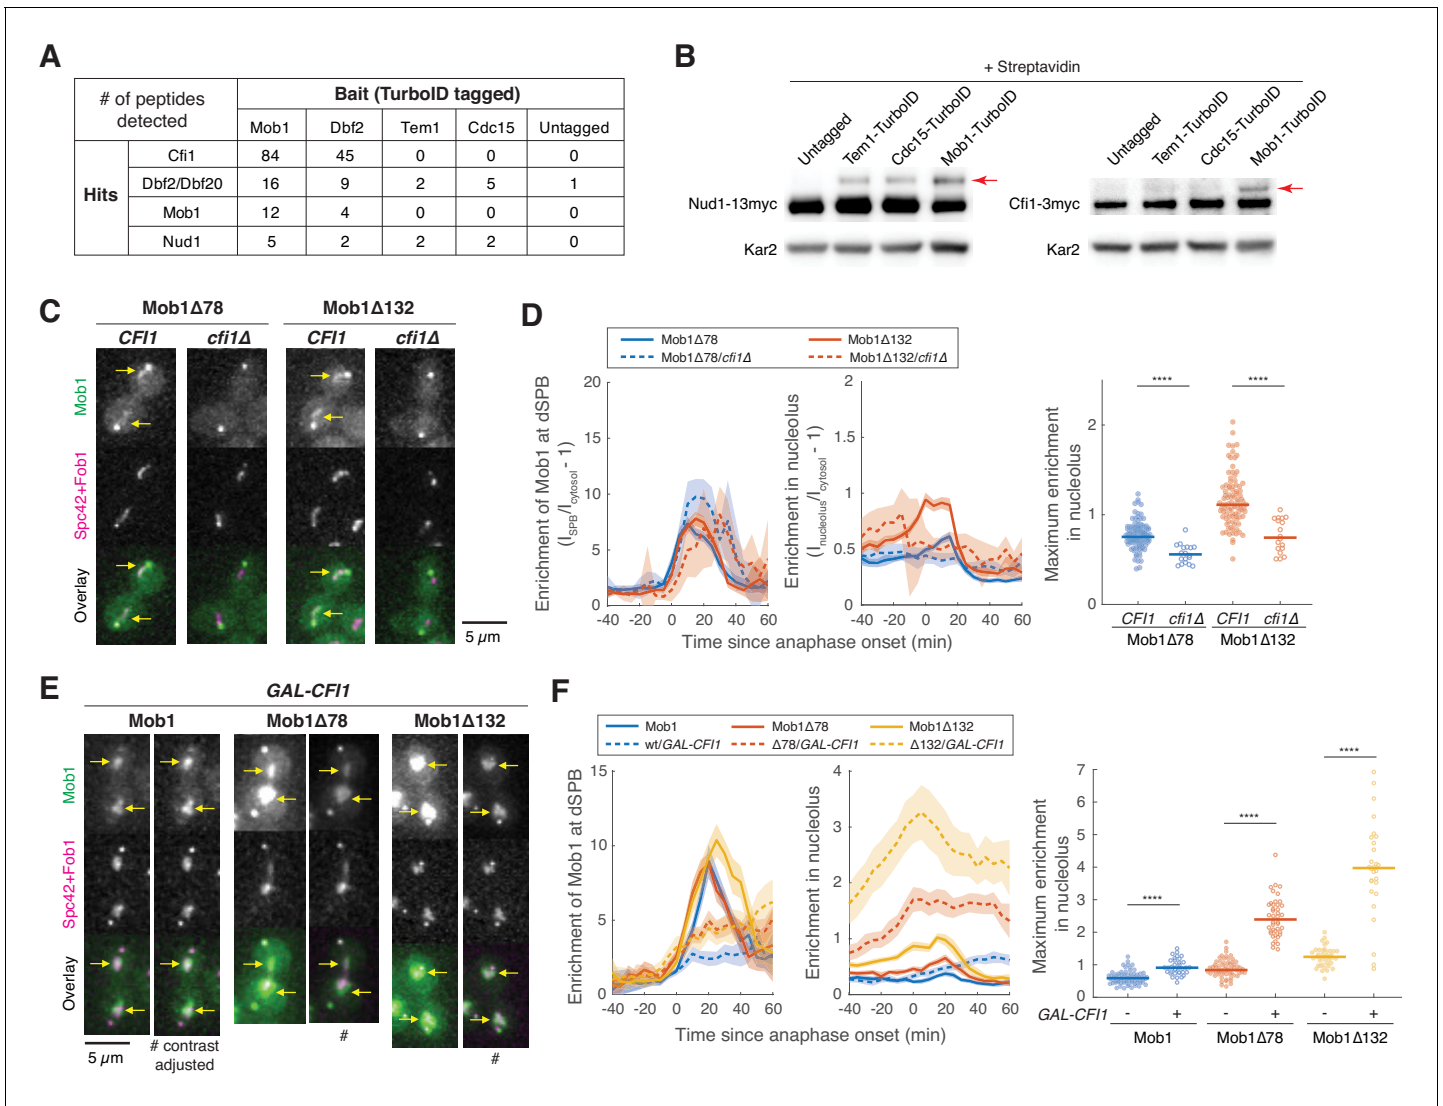 A
# of peptides detected
Bait (TurboID tagged)
Mob1 Dbf2 Tem1 Cdc15 Untagged
Hits
Cfi1 84 45 0 0 0
Dbf2/Dbf20 16 9 2 5 1
Mob1 12 4 0 0 0
Nud1 5 2 2 2 0
B
+ Streptavidin
Untagged
Tem1-TurboID
Cdc15-TurboID
Mob1-TurboID
Untagged
Tem1-TurboID
Cdc15-TurboID
Mob1-TurboID
Nud1-13myc
Kar2
Cfi1-3myc
Kar2
C
Mob1Δ78 Mob1Δ132
CFI1 cfi1Δ CFI1 cfi1Δ
Mob1
Spc42+Fob1
Overlay
5 µm
D
Mob1Δ78 Mob1Δ132
Mob1Δ78/cfi1Δ Mob1Δ132/cfi1Δ
Enrichment of Mob1 at dSPB
(ISPB/Icytosol - 1)
20
15
10
5
0
-40 -20 0 20 40 60
Enrichment in nucleolus
(Inucleolus/Icytosol - 1)
2
1.5
1
0.5
0
-40 -20 0 20 40 60
Time since anaphase onset (min)
Maximum enrichment
in nucleolus
2
1
0
**** ****
CFI1 cfi1Δ CFI1 cfi1Δ
Mob1Δ78 Mob1Δ132
E
GAL-CFI1
Mob1 Mob1Δ78 Mob1Δ132
Mob1
Spc42+Fob1
Overlay
5 µm
# contrast
adjusted
#
#
F
Mob1 Mob1Δ78 Mob1Δ132
wt/GAL-CFI1 Δ78/GAL-CFI1 Δ132/GAL-CFI1
Enrichment of Mob1 at dSPB
15
10
5
0
-40 -20 0 20 40 60
Enrichment in nucleolus
4
3
2
1
0
-40 -20 0 20 40 60
Time since anaphase onset (min)
Maximum enrichment
in nucleolus
7
6
5
4
3
2
1
0
****
****
****
GAL-CFI1 - + - + - +
Mob1 Mob1Δ78 Mob1Δ132